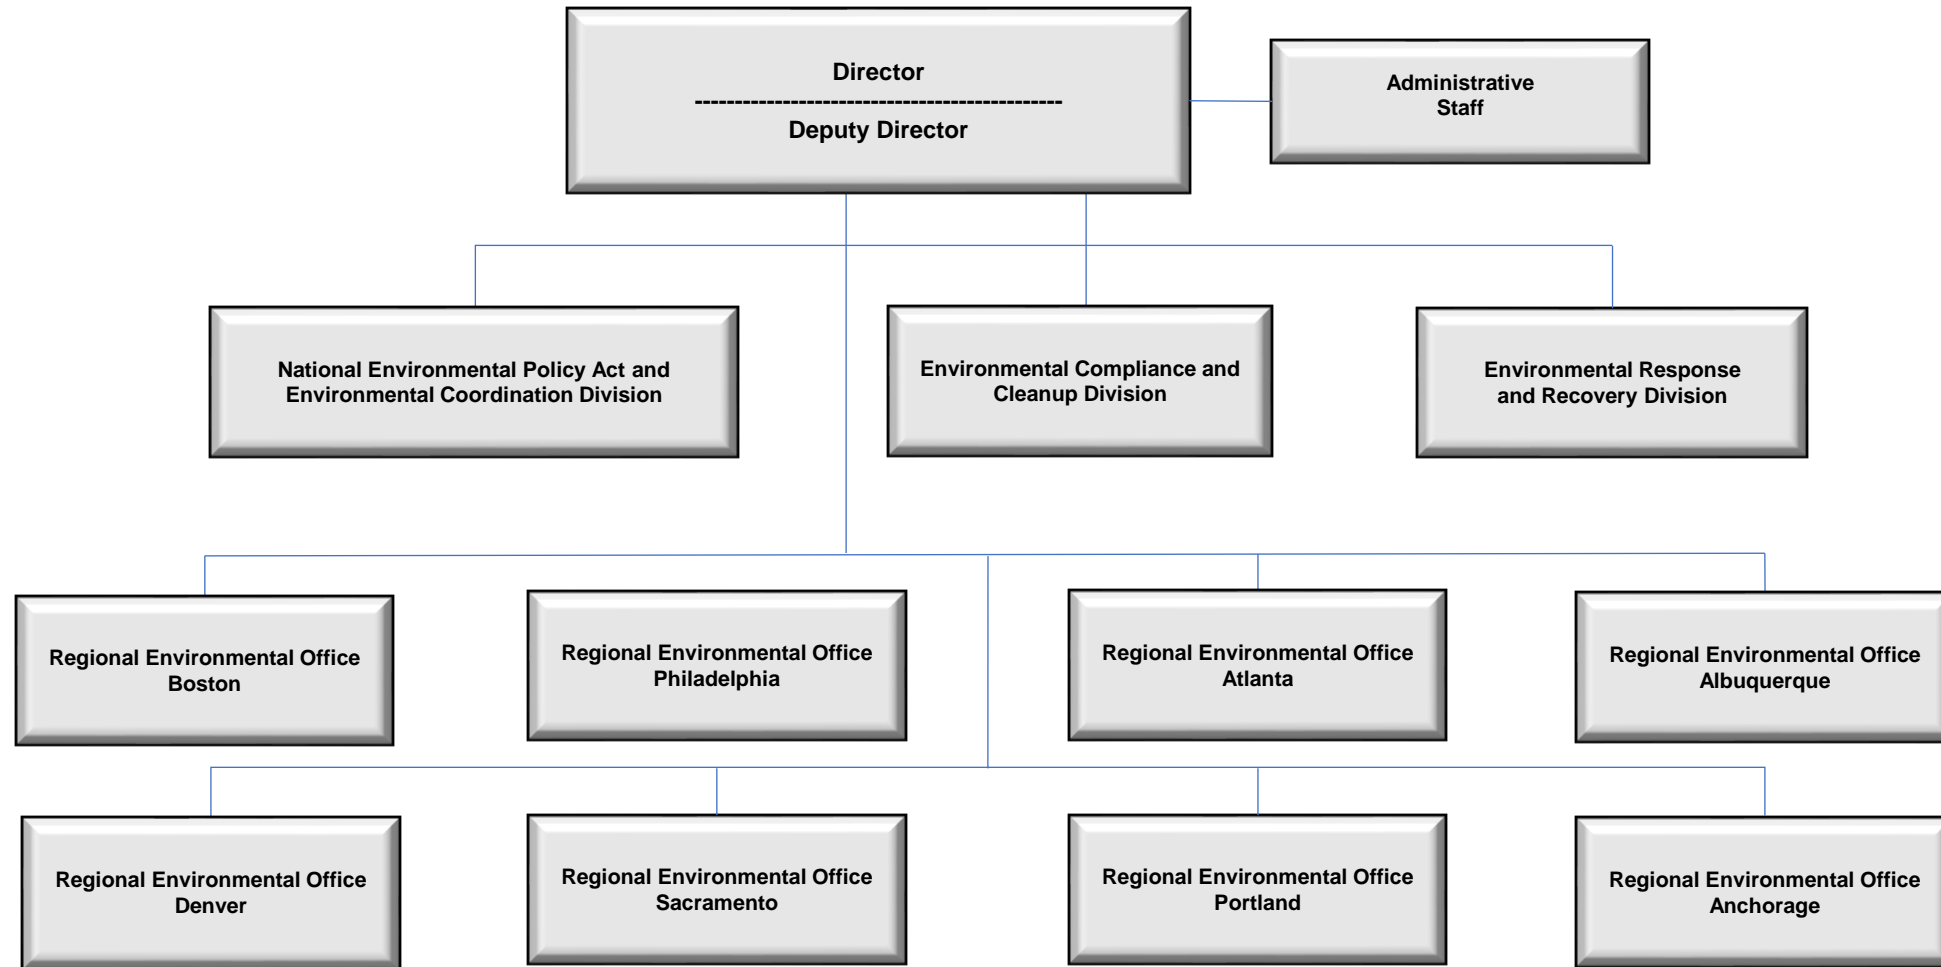 Director
----------------------------------------------
Deputy Director
Administrative
Staff
National Environmental Policy Act and
Environmental Coordination Division
Environmental Compliance and
Cleanup Division
Environmental Response
and Recovery Division
Regional Environmental Office
Boston
Regional Environmental Office
Philadelphia
Regional Environmental Office
Atlanta
Regional Environmental Office
Albuquerque
Regional Environmental Office
Denver
Regional Environmental Office
Sacramento
Regional Environmental Office
Portland
Regional Environmental Office
Anchorage